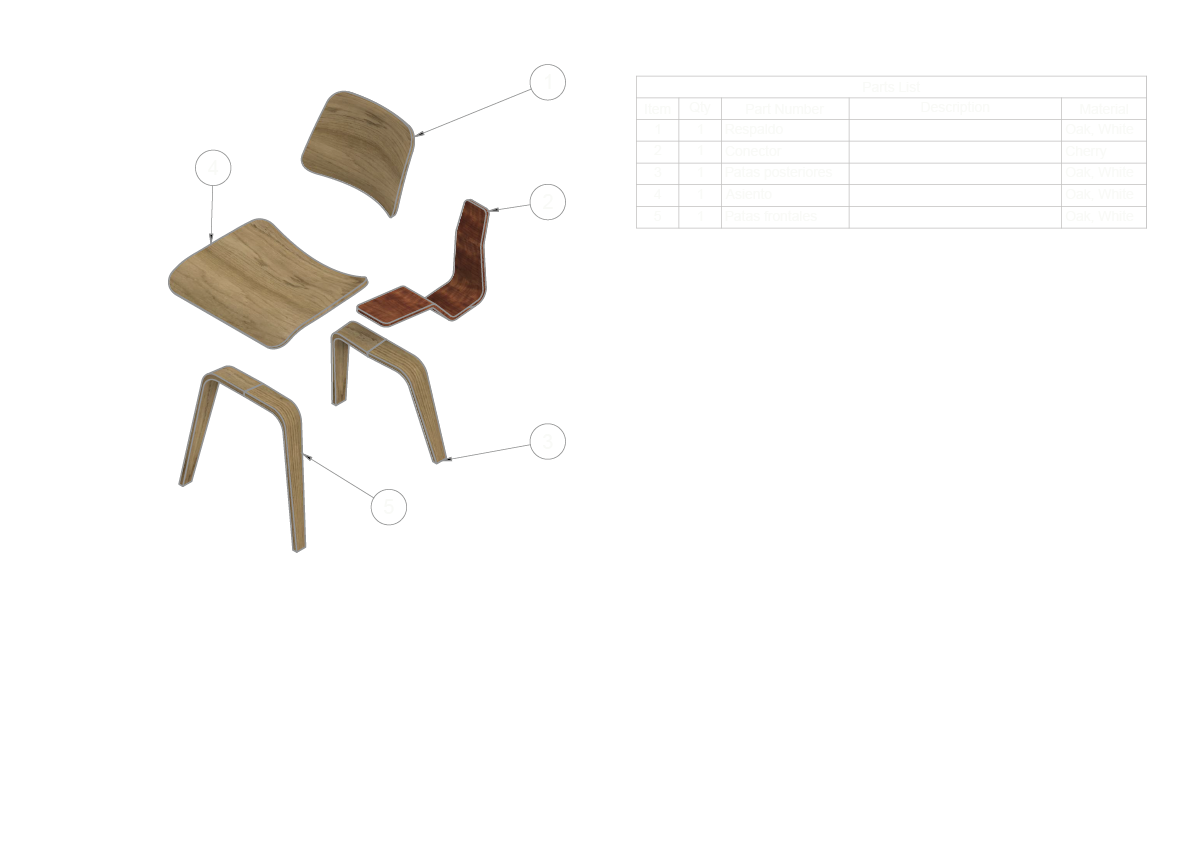 1
4
2
3
5
Parts List
Item Qty Part Number Description Material
1 1 Respaldo Oak, White
2 1 Conector Cherry
3 1 Patas posteriores Oak, White
4 1 Asiento Oak, White
5 1 Patas frontales Oak, White